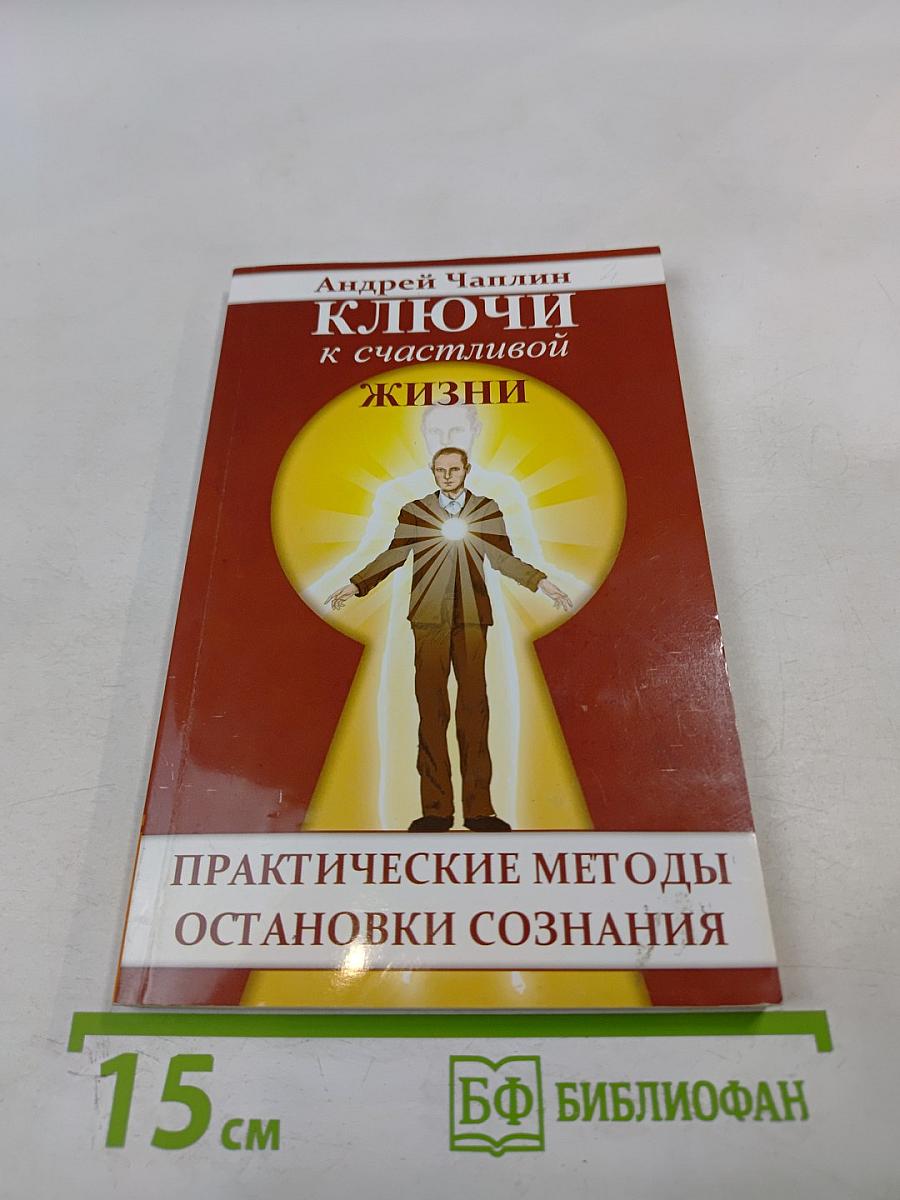 Андрей Чаплин
КЛЮЧИ
к счастливой
ЖИЗНИ
ПРАКТИЧЕСКИЕ МЕТОДЫ
ОСТАНОВКИ СОЗНАНИЯ
15 см
БФ БИБЛИОФАН